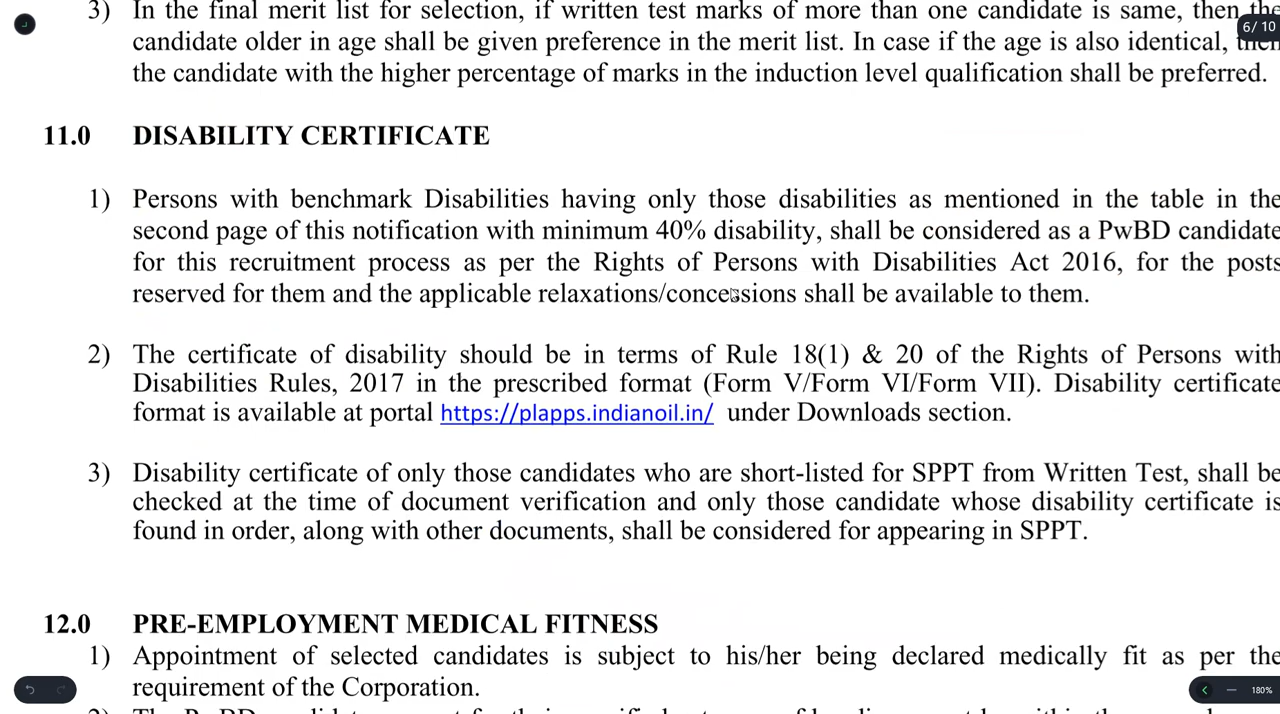 3) In the final merit list for selection, if written test marks of more than one candidate is same, then the
6 / 10
candidate older in age shall be given preference in the merit list. In case if the age is also identical, then
the candidate with the higher percentage of marks in the induction level qualification shall be preferred.
11.0 DISABILITY CERTIFICATE
1) Persons with benchmark Disabilities having only those disabilities as mentioned in the table in the
second page of this notification with minimum 40% disability, shall be considered as a PwBD candidate
for this recruitment process as per the Rights of Persons with Disabilities Act 2016, for the posts
reserved for them and the applicable relaxations/concessions shall be available to them.
2) The certificate of disability should be in terms of Rule 18(1) & 20 of the Rights of Persons with
Disabilities Rules, 2017 in the prescribed format (Form V/Form VI/Form VII). Disability certificate
format is available at portal https://plapps.indianoil.in/ under Downloads section.
3) Disability certificate of only those candidates who are short-listed for SPPT from Written Test, shall be
checked at the time of document verification and only those candidate whose disability certificate is
found in order, along with other documents, shall be considered for appearing in SPPT.
12.0 PRE-EMPLOYMENT MEDICAL FITNESS
1) Appointment of selected candidates is subject to his/her being declared medically fit as per the
requirement of the Corporation.
180%